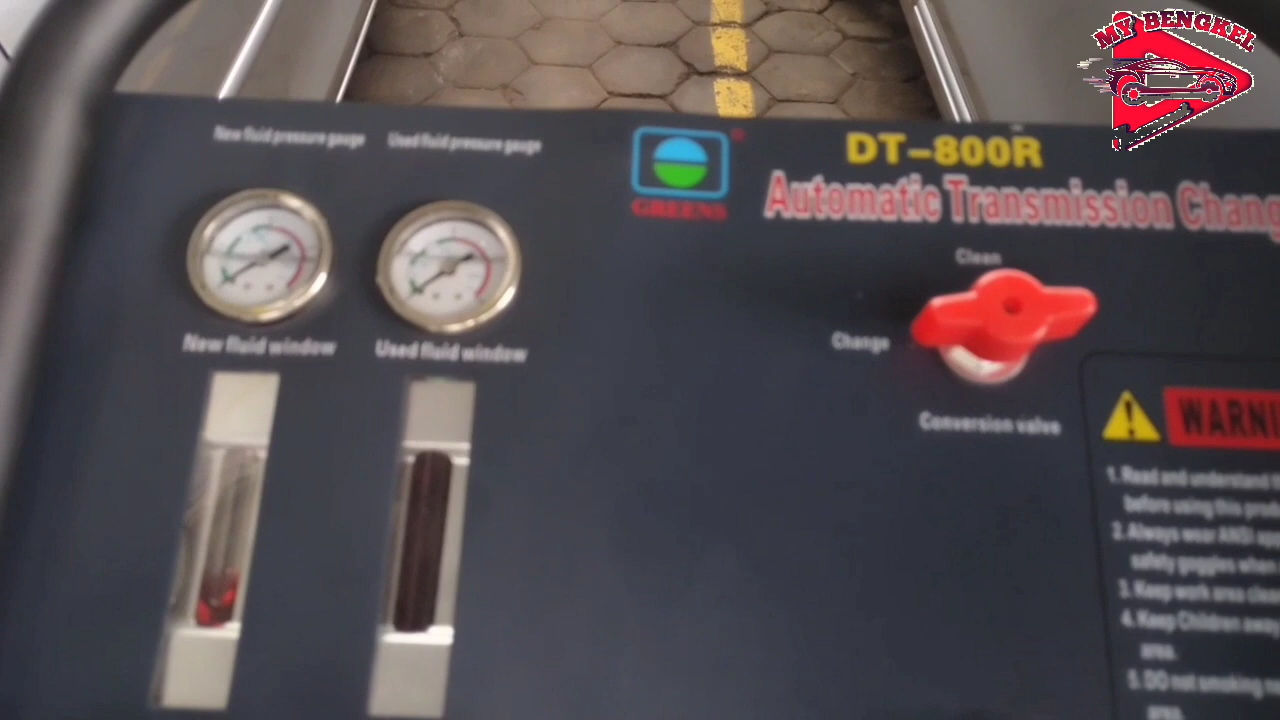 MY BENGKEL
New fluid pressure gauge
Used fluid pressure gauge
GREENS
DT-800R
Automatic Transmission Chang
Clean
Change
Conversion valve
New fluid window
Used fluid window
WARNI
1. Read and understand
before using this
2. Always wear ANSI
safety goggles when
3. Keep work area clea
4. Keep Children away
area.
5. DO not smoking
area.